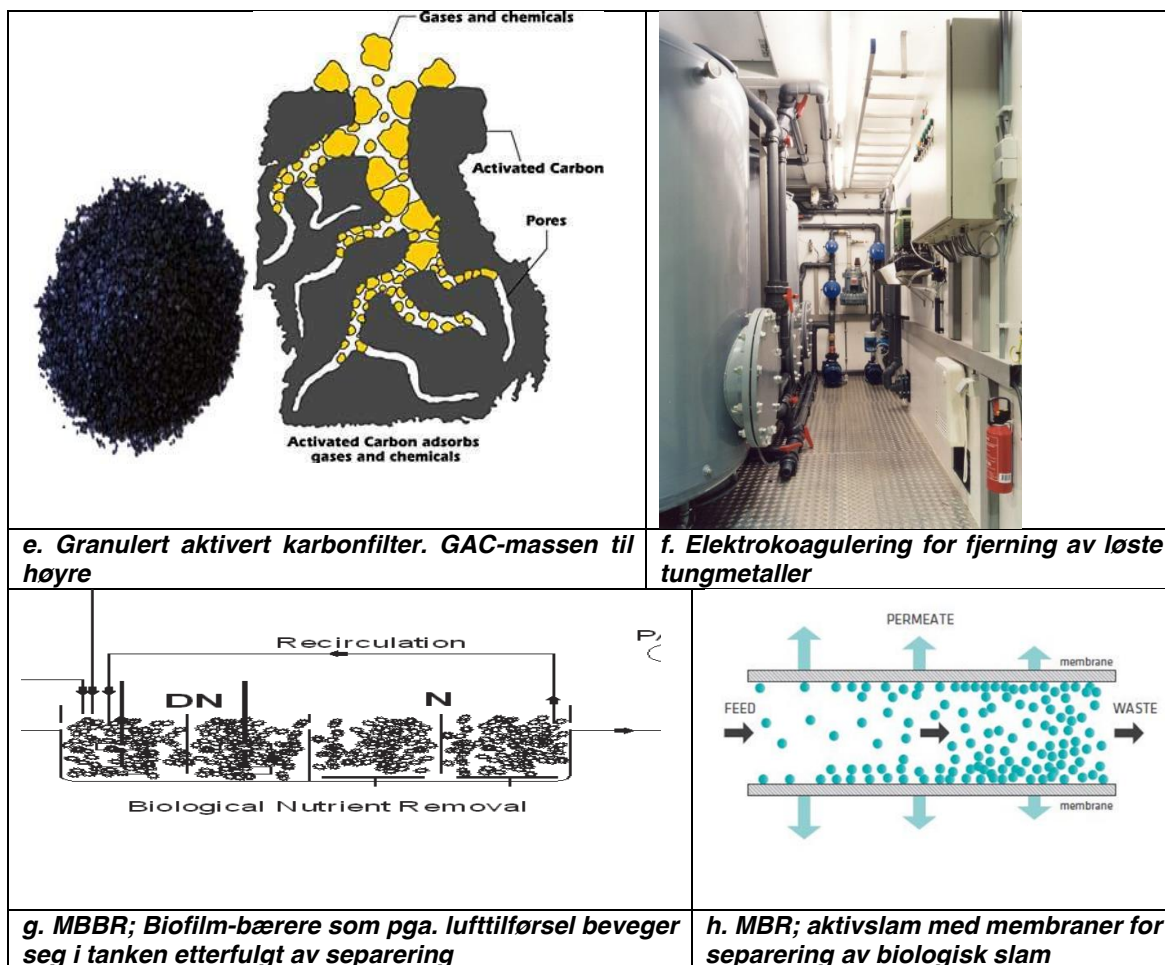 Gases and chemicals
Activated Carbon
Pores
Activated Carbon adsorbs
gases and chemicals
e. Granulert aktivert karbonfilter. GAC-massen til
høyre
f. Elektrokoagulering for fjerning av løste
tungmetaller
Recirculation
DN
N
Biological Nutrient Removal
PERMEATE
membrane
FEED
WASTE
membrane
g. MBBR; Biofilm-bærere som pga. lufttilførsel beveger
seg i tanken etterfulgt av separering
h. MBR; aktivslam med membraner for
separering av biologisk slam